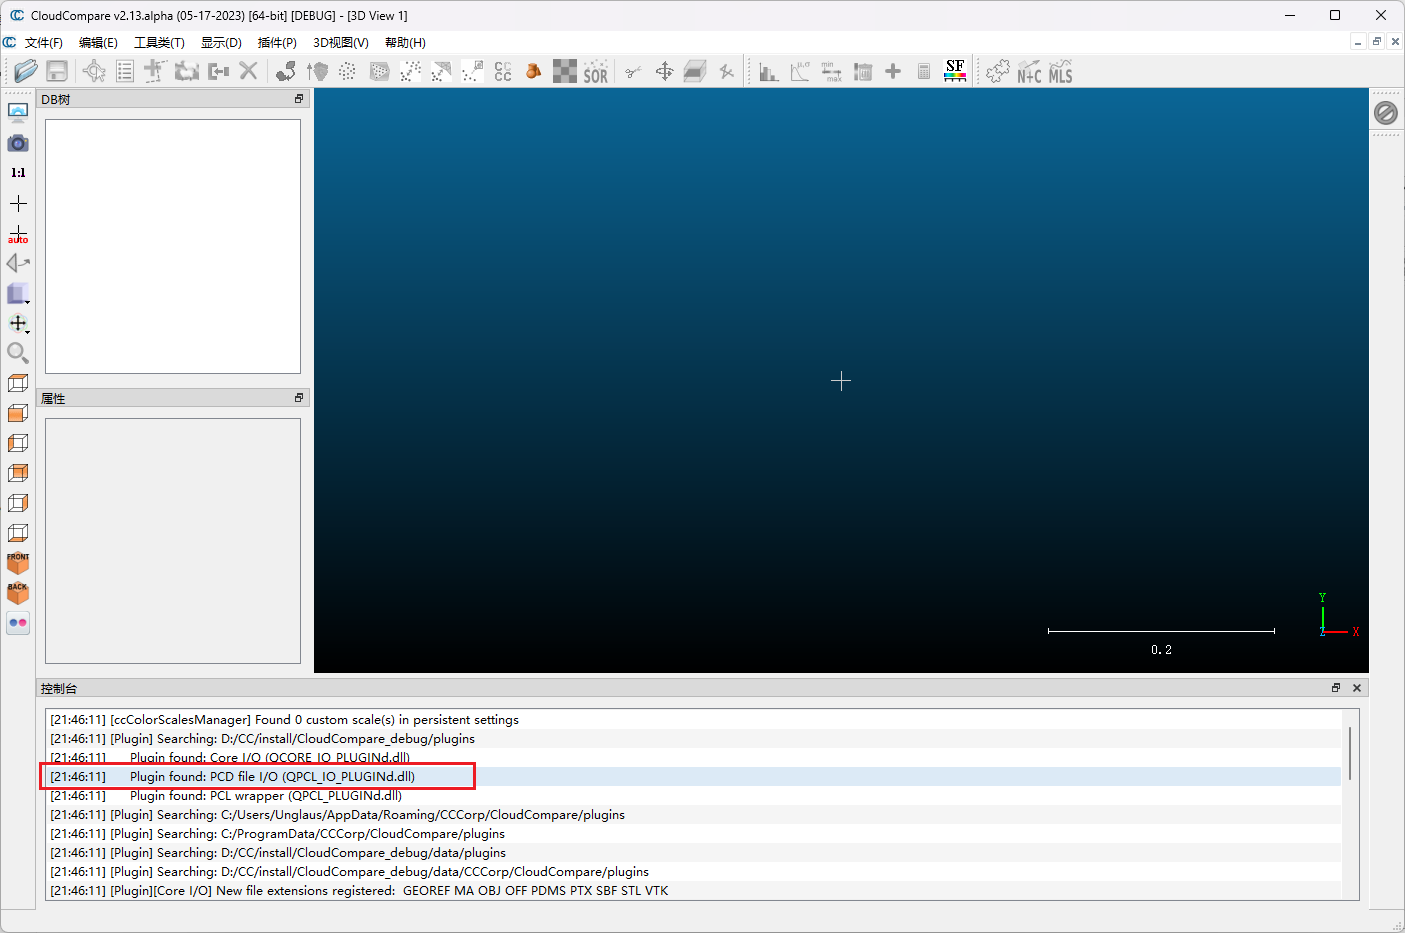 CloudCompare v2.13.alpha (05-17-2023) [64-bit] [DEBUG] - [3D View 1]
文件(F) 编辑(E) 工具类(T) 显示(D) 插件(P) 3D视图(V) 帮助(H)
CC CC SOR μ,σ min max SF N+C MLS
DB树
1:1
auto
属性
FRONT
BACK
Y
Z X
0.2
控制台
[21:46:11] [ccColorScalesManager] Found 0 custom scale(s) in persistent settings
[21:46:11] [Plugin] Searching: D:/CC/install/CloudCompare_debug/plugins
[21:46:11] Plugin found: Core I/O (QCORE_IO_PLUGINd.dll)
[21:46:11] Plugin found: PCD file I/O (QPCL_IO_PLUGINd.dll)
[21:46:11] Plugin found: PCL wrapper (QPCL_PLUGINd.dll)
[21:46:11] [Plugin] Searching: C:/Users/Unglaus/AppData/Roaming/CCCorp/CloudCompare/plugins
[21:46:11] [Plugin] Searching: C:/ProgramData/CCCorp/CloudCompare/plugins
[21:46:11] [Plugin] Searching: D:/CC/install/CloudCompare_debug/data/plugins
[21:46:11] [Plugin] Searching: D:/CC/install/CloudCompare_debug/data/CCCorp/CloudCompare/plugins
[21:46:11] [Plugin][Core I/O] New file extensions registered: GEOREF MA OBJ OFF PDMS PTX SBF STL VTK